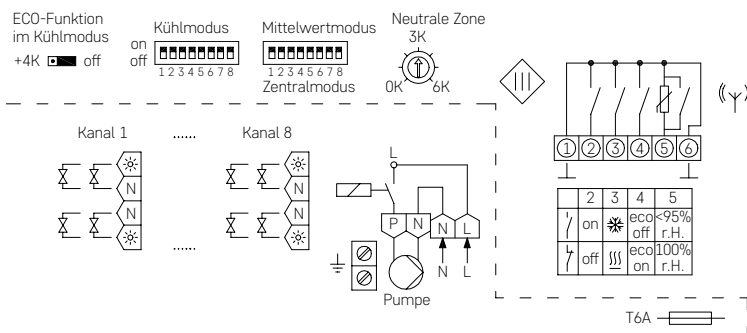 ECO-Funktion
im Kühlmodus
+4K off
Kühlmodus
on
off
1 2 3 4 5 6 7 8
Mittelwertmodus
1 2 3 4 5 6 7 8
Zentralmodus
Neutrale Zone
3K
0K 6K
Kanal 1 ...... Kanal 8
N N
N N
......
L
P N N L
N L
Pumpe
1 2 3 4 5 6
2 3 4 5
on eco off <95% r.H.
off eco on 100% r.H.
T6A